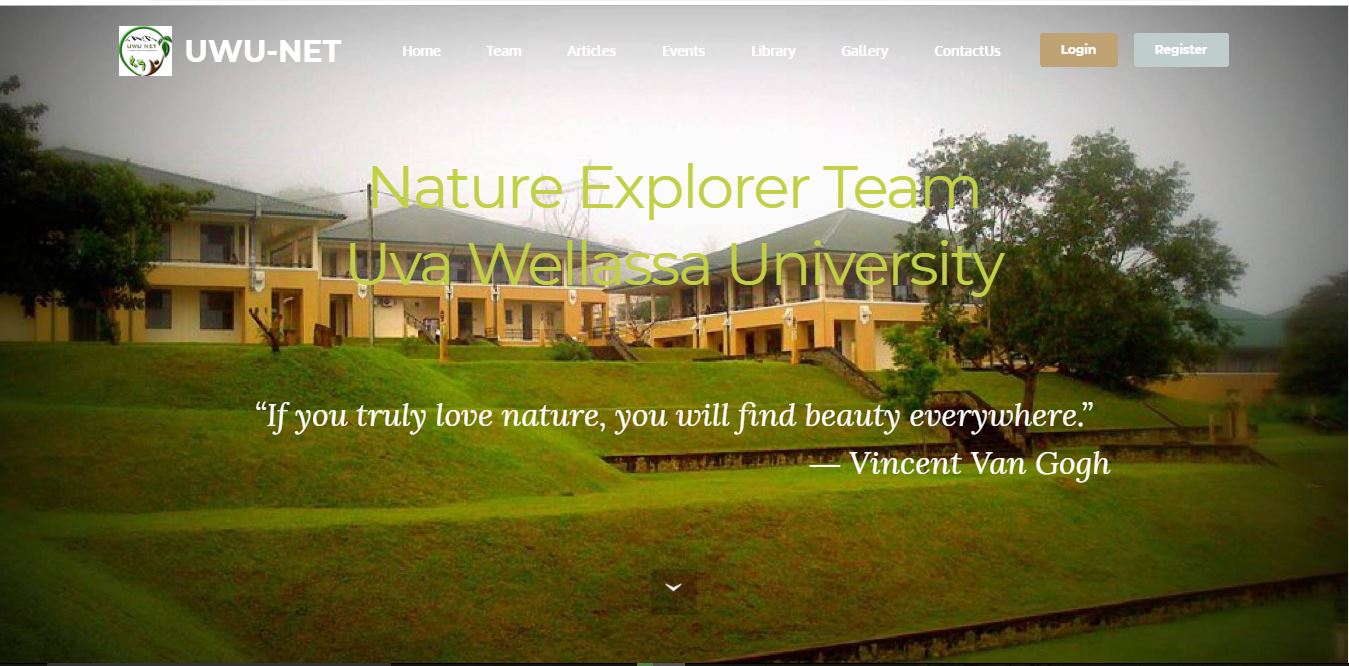 UWU NET
UWU-NET
Home
Team
Articles
Events
Library
Gallery
ContactUs
Login
Register
Nature Explorer Team
Uva Wellassa University
“If you truly love nature, you will find beauty everywhere.”
— Vincent Van Gogh